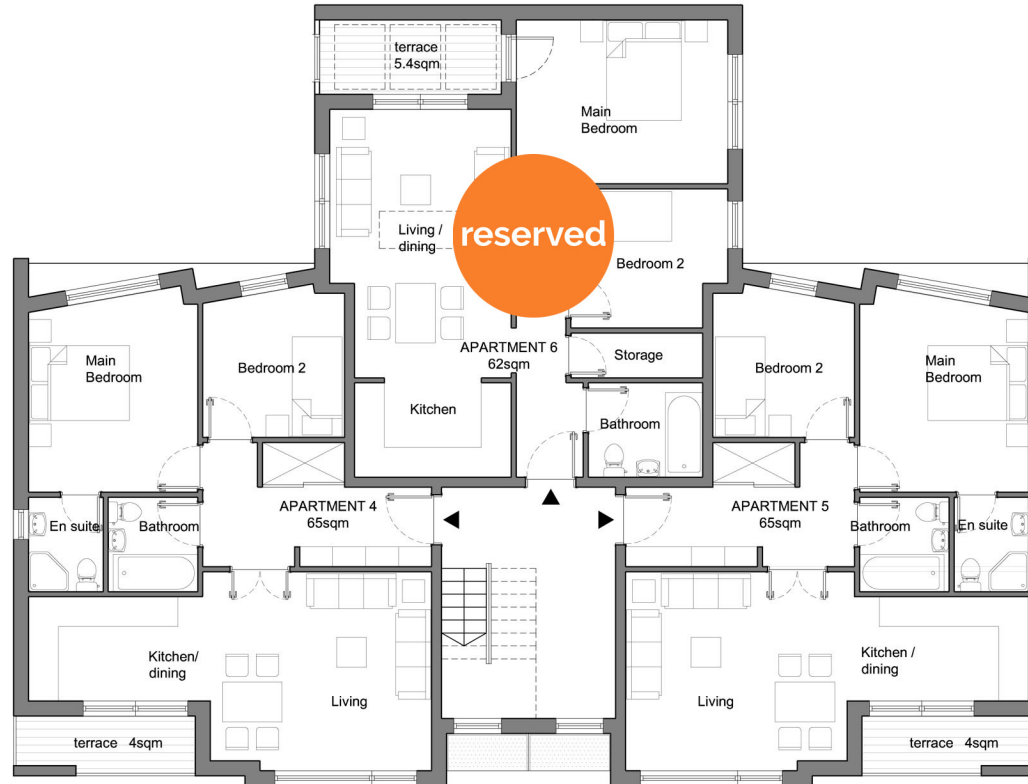 terrace
5.4sqm
Main
Bedroom
reserved
Living /
dining
Bedroom 2
APARTMENT 6
62sqm
Storage
Kitchen
Bathroom
Main
Bedroom
Bedroom 2
Bedroom 2
Main
Bedroom
En suite
Bathroom
APARTMENT 4
65sqm
APARTMENT 5
65sqm
Bathroom
En suite
Kitchen/
dining
Living
Living
Kitchen /
dining
terrace 4sqm
terrace 4sqm